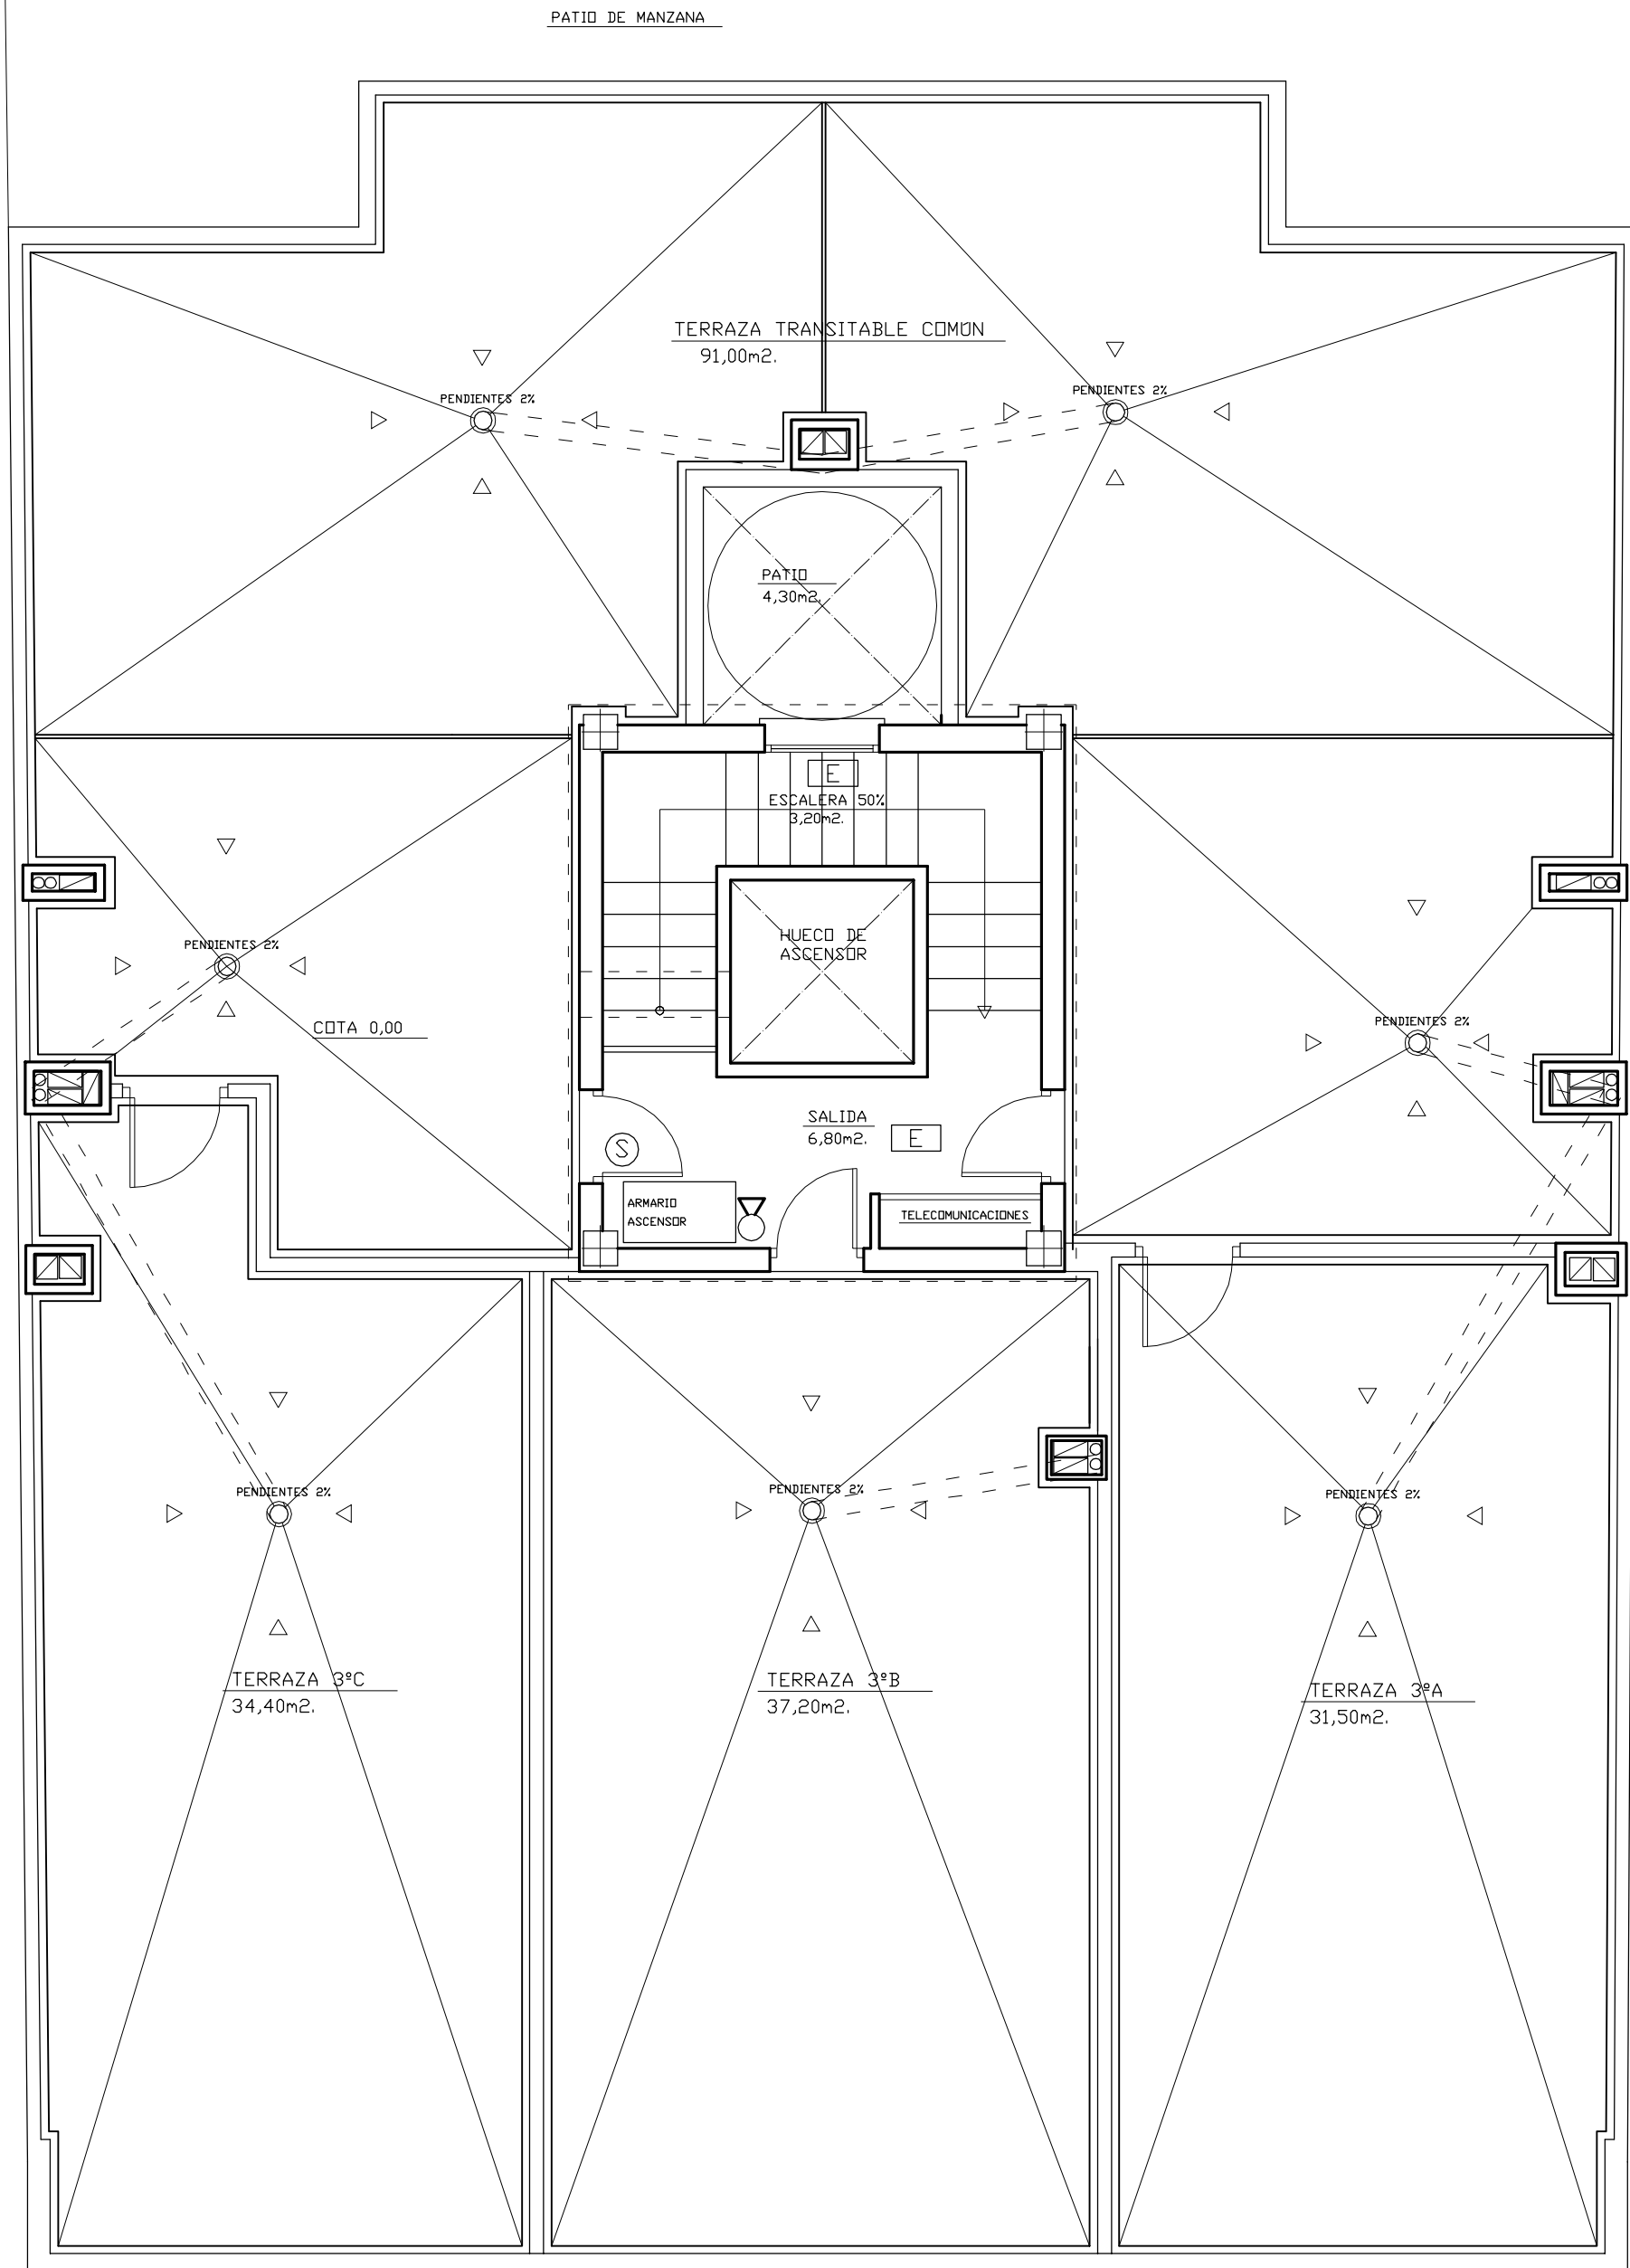 PATIO DE MANZANA
TERRAZA TRANSITABLE COMÚN
91,00m2.
PENDIENTES 2%
PENDIENTES 2%
PATIO
4,30m2.
E
ESCALERA 50%
3,20m2.
HUECO DE
ASCENSOR
PENDIENTES 2%
COTA 0,00
PENDIENTES 2%
SALIDA
6,80m2.
E
S
ARMARIO
ASCENSOR
TELECOMUNICACIONES
PENDIENTES 2%
PENDIENTES 2%
PENDIENTES 2%
TERRAZA 3ºC
34,40m2.
TERRAZA 3ºB
37,20m2.
TERRAZA 3ºA
31,50m2.